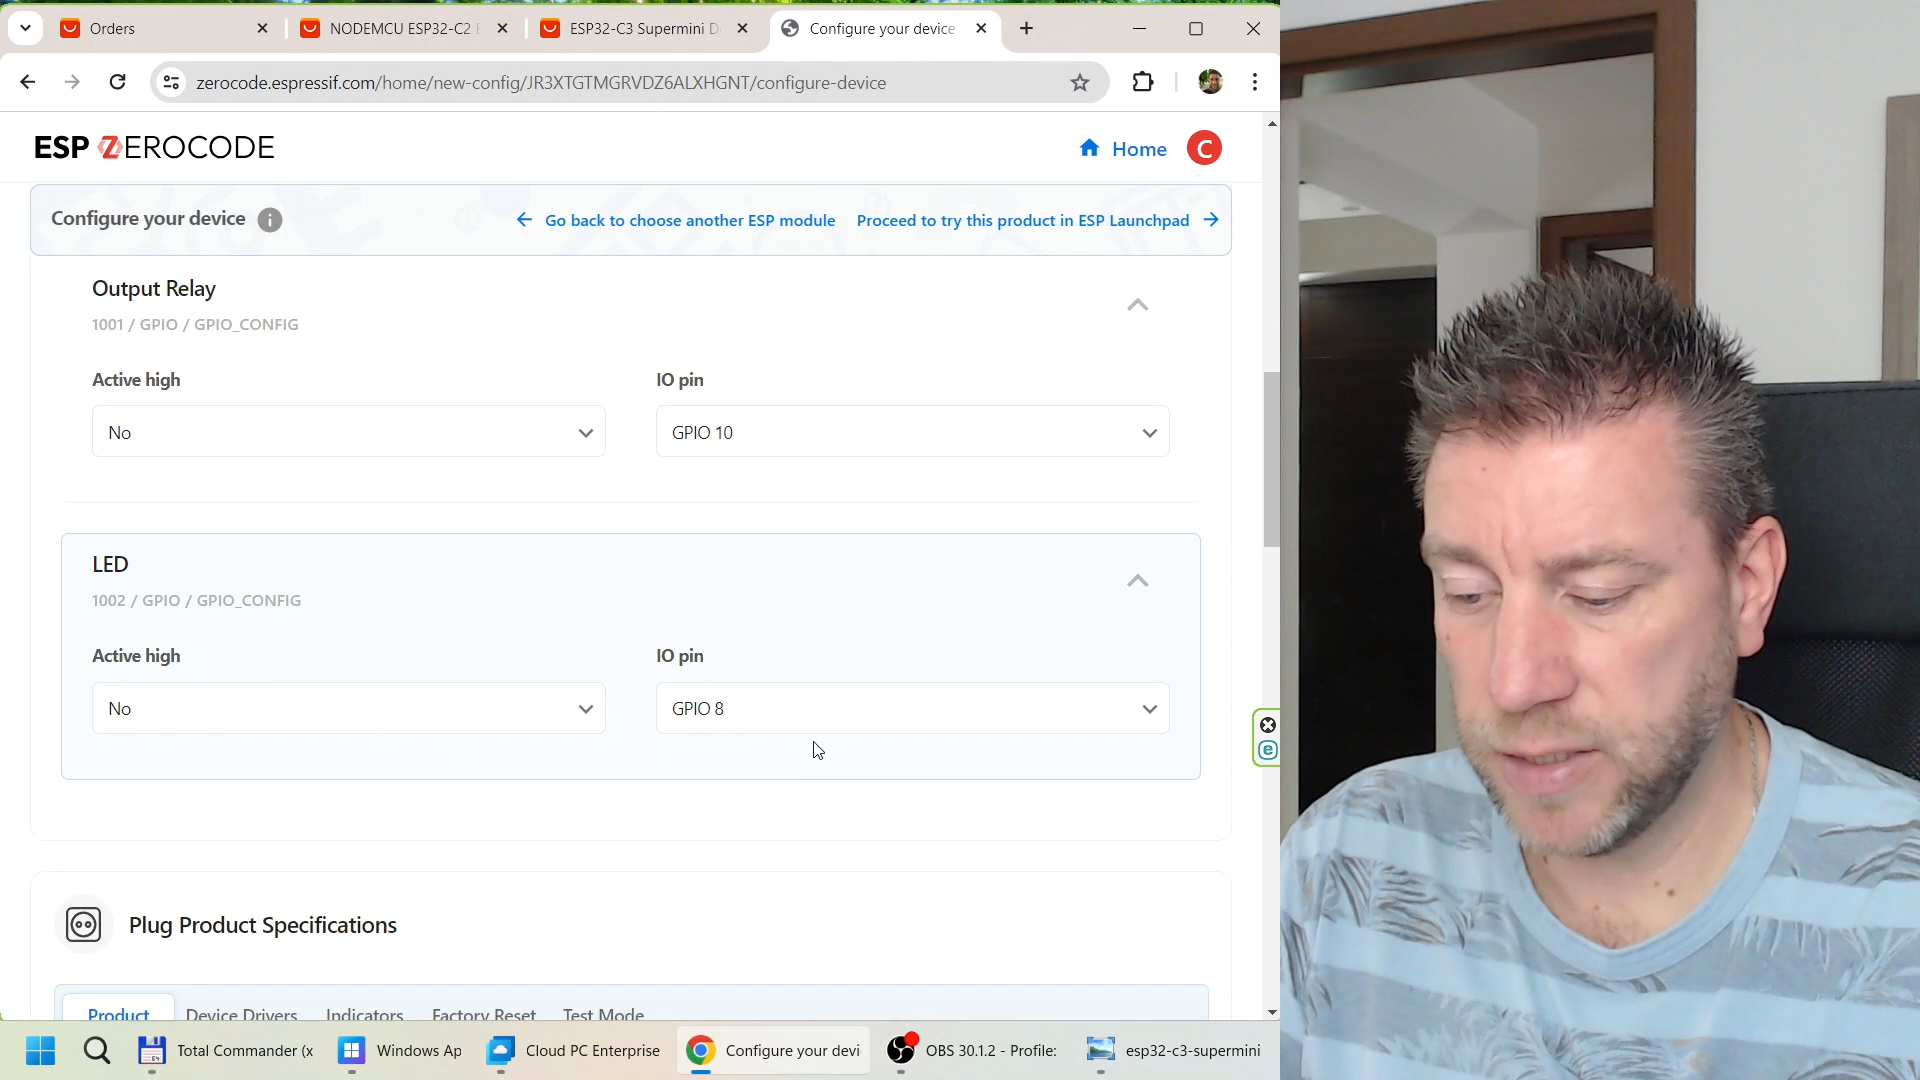 Orders
NODEMCU ESP32-C2
ESP32-C3 Supermini D
Configure your device
zerocode.espressif.com/home/new-config/JR3XTGTMGRVDZ6ALXHGNT/configure-device
ESP ZEROCODE
Home
C
Configure your device
Go back to choose another ESP module
Proceed to try this product in ESP Launchpad
Output Relay
1001 / GPIO / GPIO_CONFIG
Active high
IO pin
No
GPIO 10
LED
1002 / GPIO / GPIO_CONFIG
Active high
IO pin
No
GPIO 8
Plug Product Specifications
Product
Device Drivers
Indicators
Factory Reset
Test Mode
Total Commander (x
Windows Ap
Cloud PC Enterprise
Configure your devi
OBS 30.1.2 - Profile:
esp32-c3-supermini